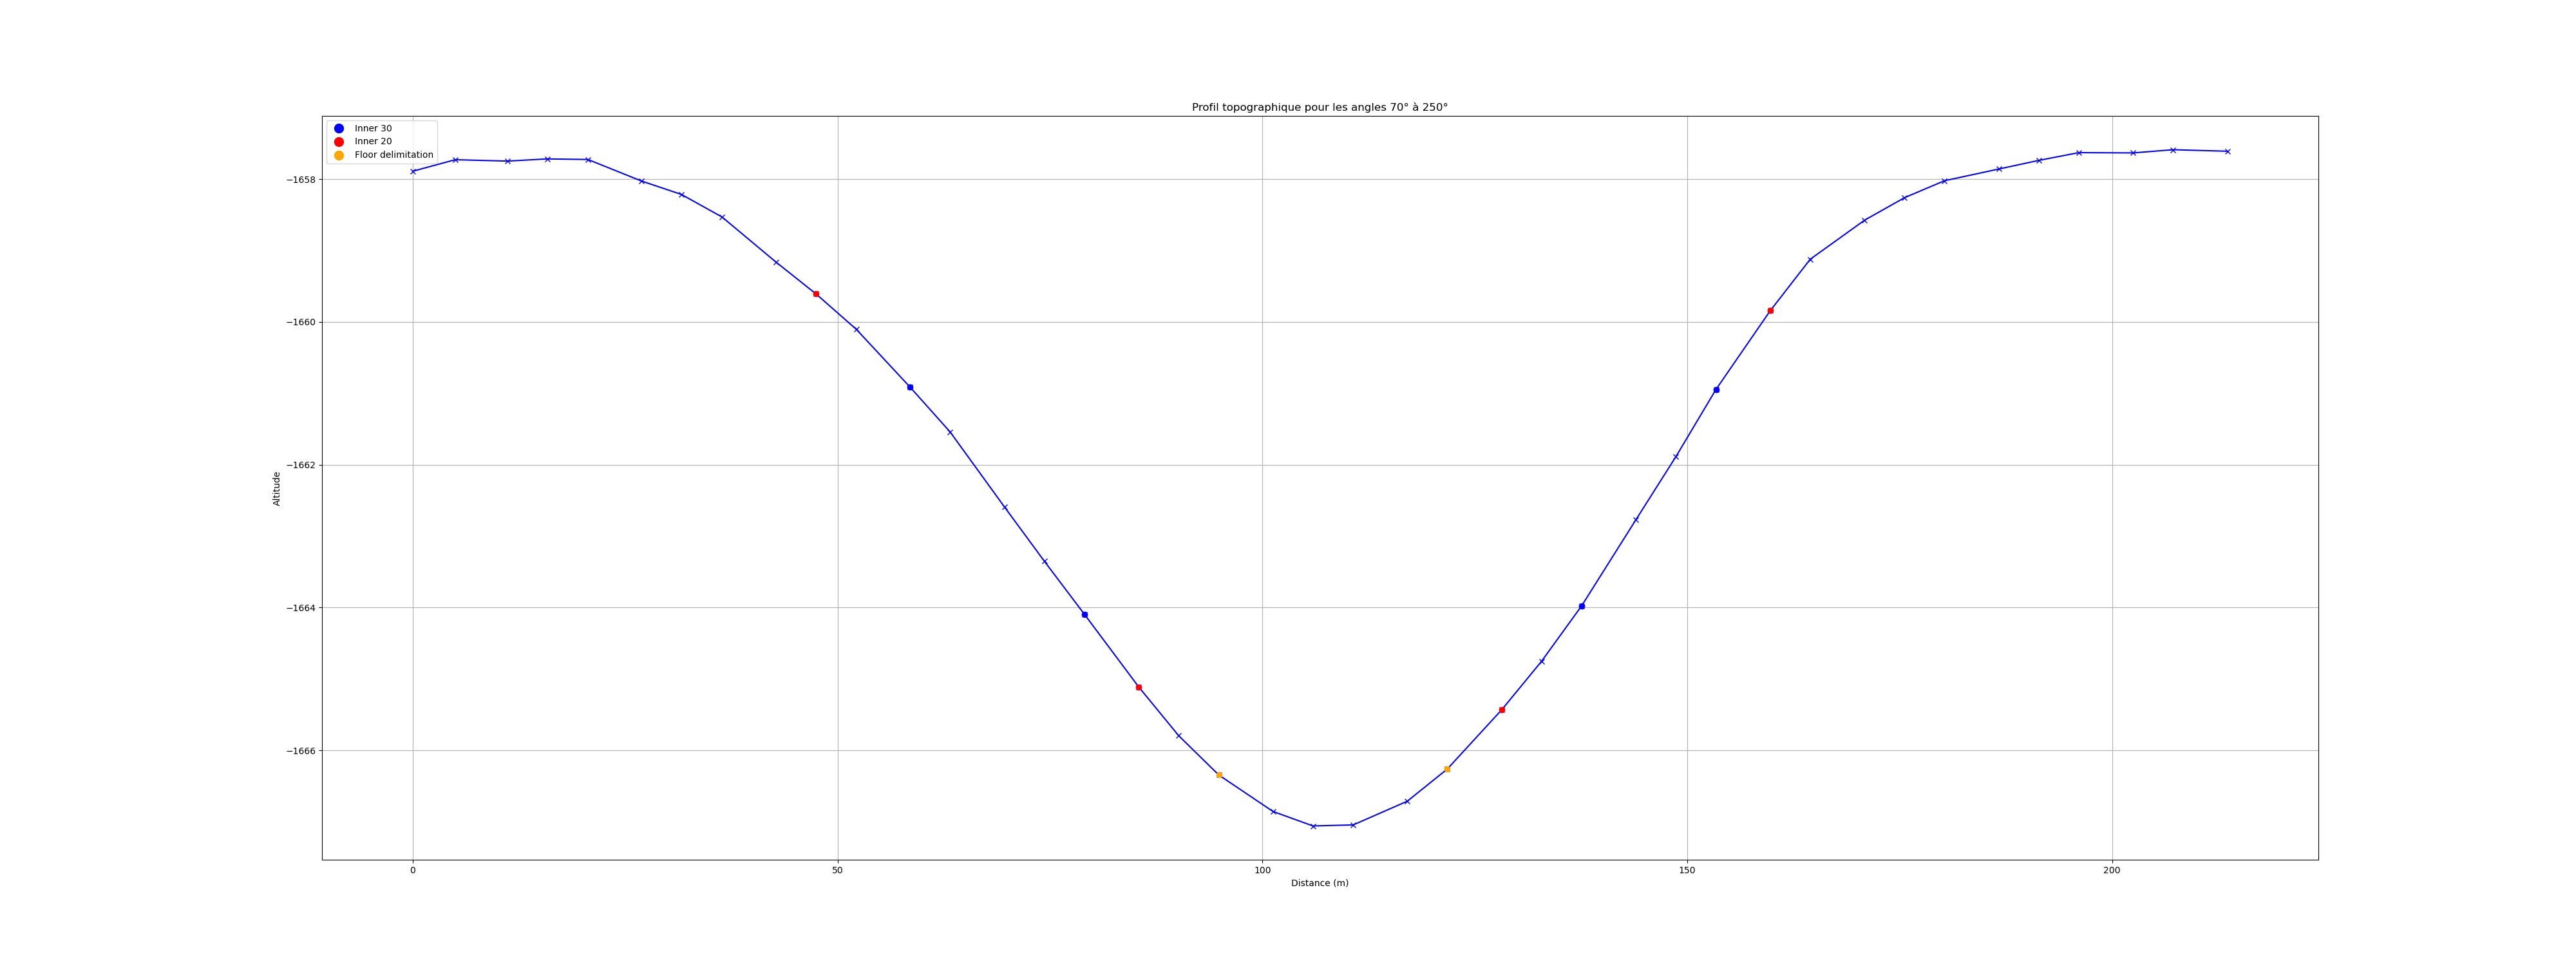 Profil topographique pour les angles 70° à 250°
Inner 30
Inner 20
Floor delimitation
−1658
−1660
−1662
−1664
−1666
Altitude
0
50
100
150
200
Distance (m)